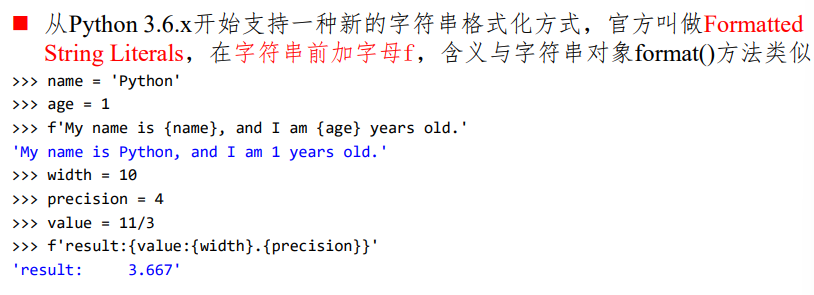 从Python 3.6.x开始支持一种新的字符串格式化方式，官方叫做Formatted
String Literals，在字符串前加字母f，含义与字符串对象format()方法类似
>>> name = 'Python'
>>> age = 1
>>> f'My name is {name}, and I am {age} years old.'
'My name is Python, and I am 1 years old.'
>>> width = 10
>>> precision = 4
>>> value = 11/3
>>> f'result:{value:{width}.{precision}}'
'result:     3.667'